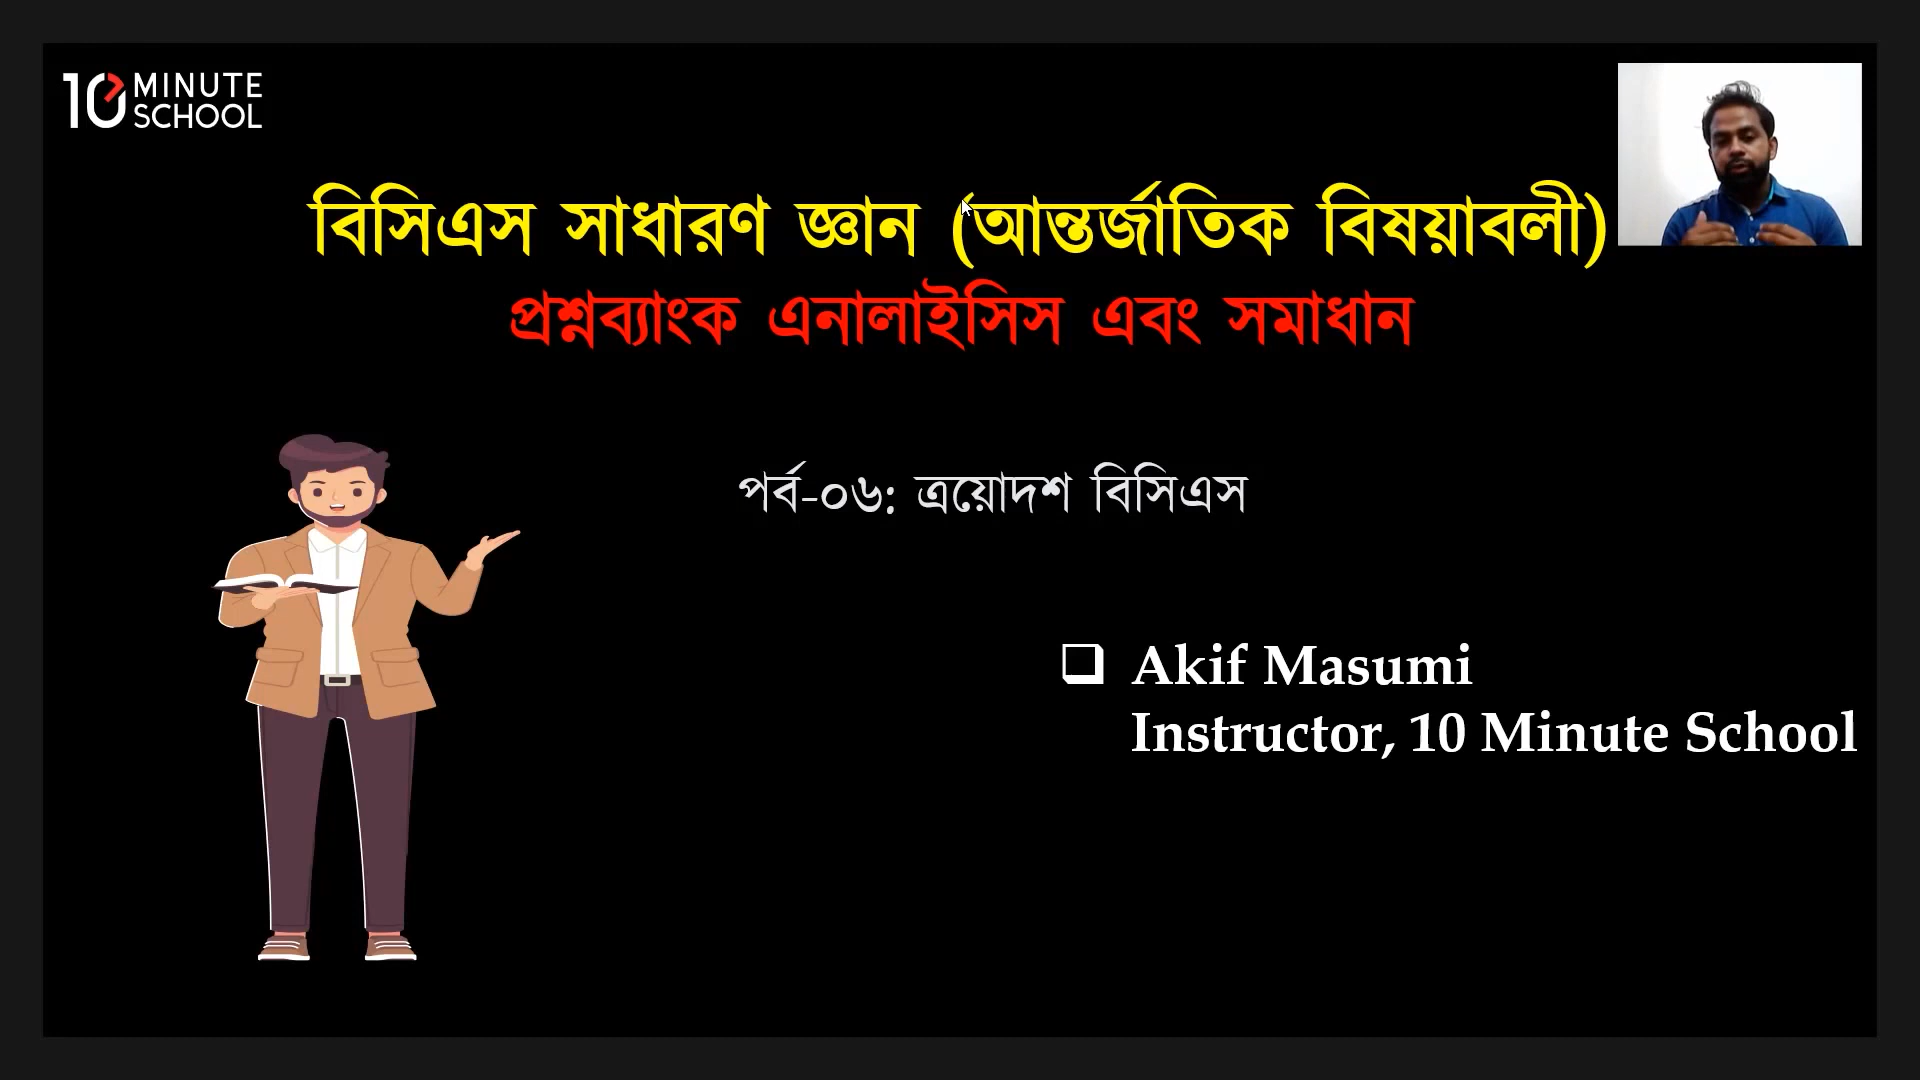 10 MINUTE
SCHOOL
বিসিএস সাধারণ জ্ঞান (আন্তর্জাতিক বিষয়াবলী)
প্রশ্নব্যাংক এনালাইসিস এবং সমাধান
পর্ব-০৬: ত্রয়োদশ বিসিএস
Akif Masumi
Instructor, 10 Minute School